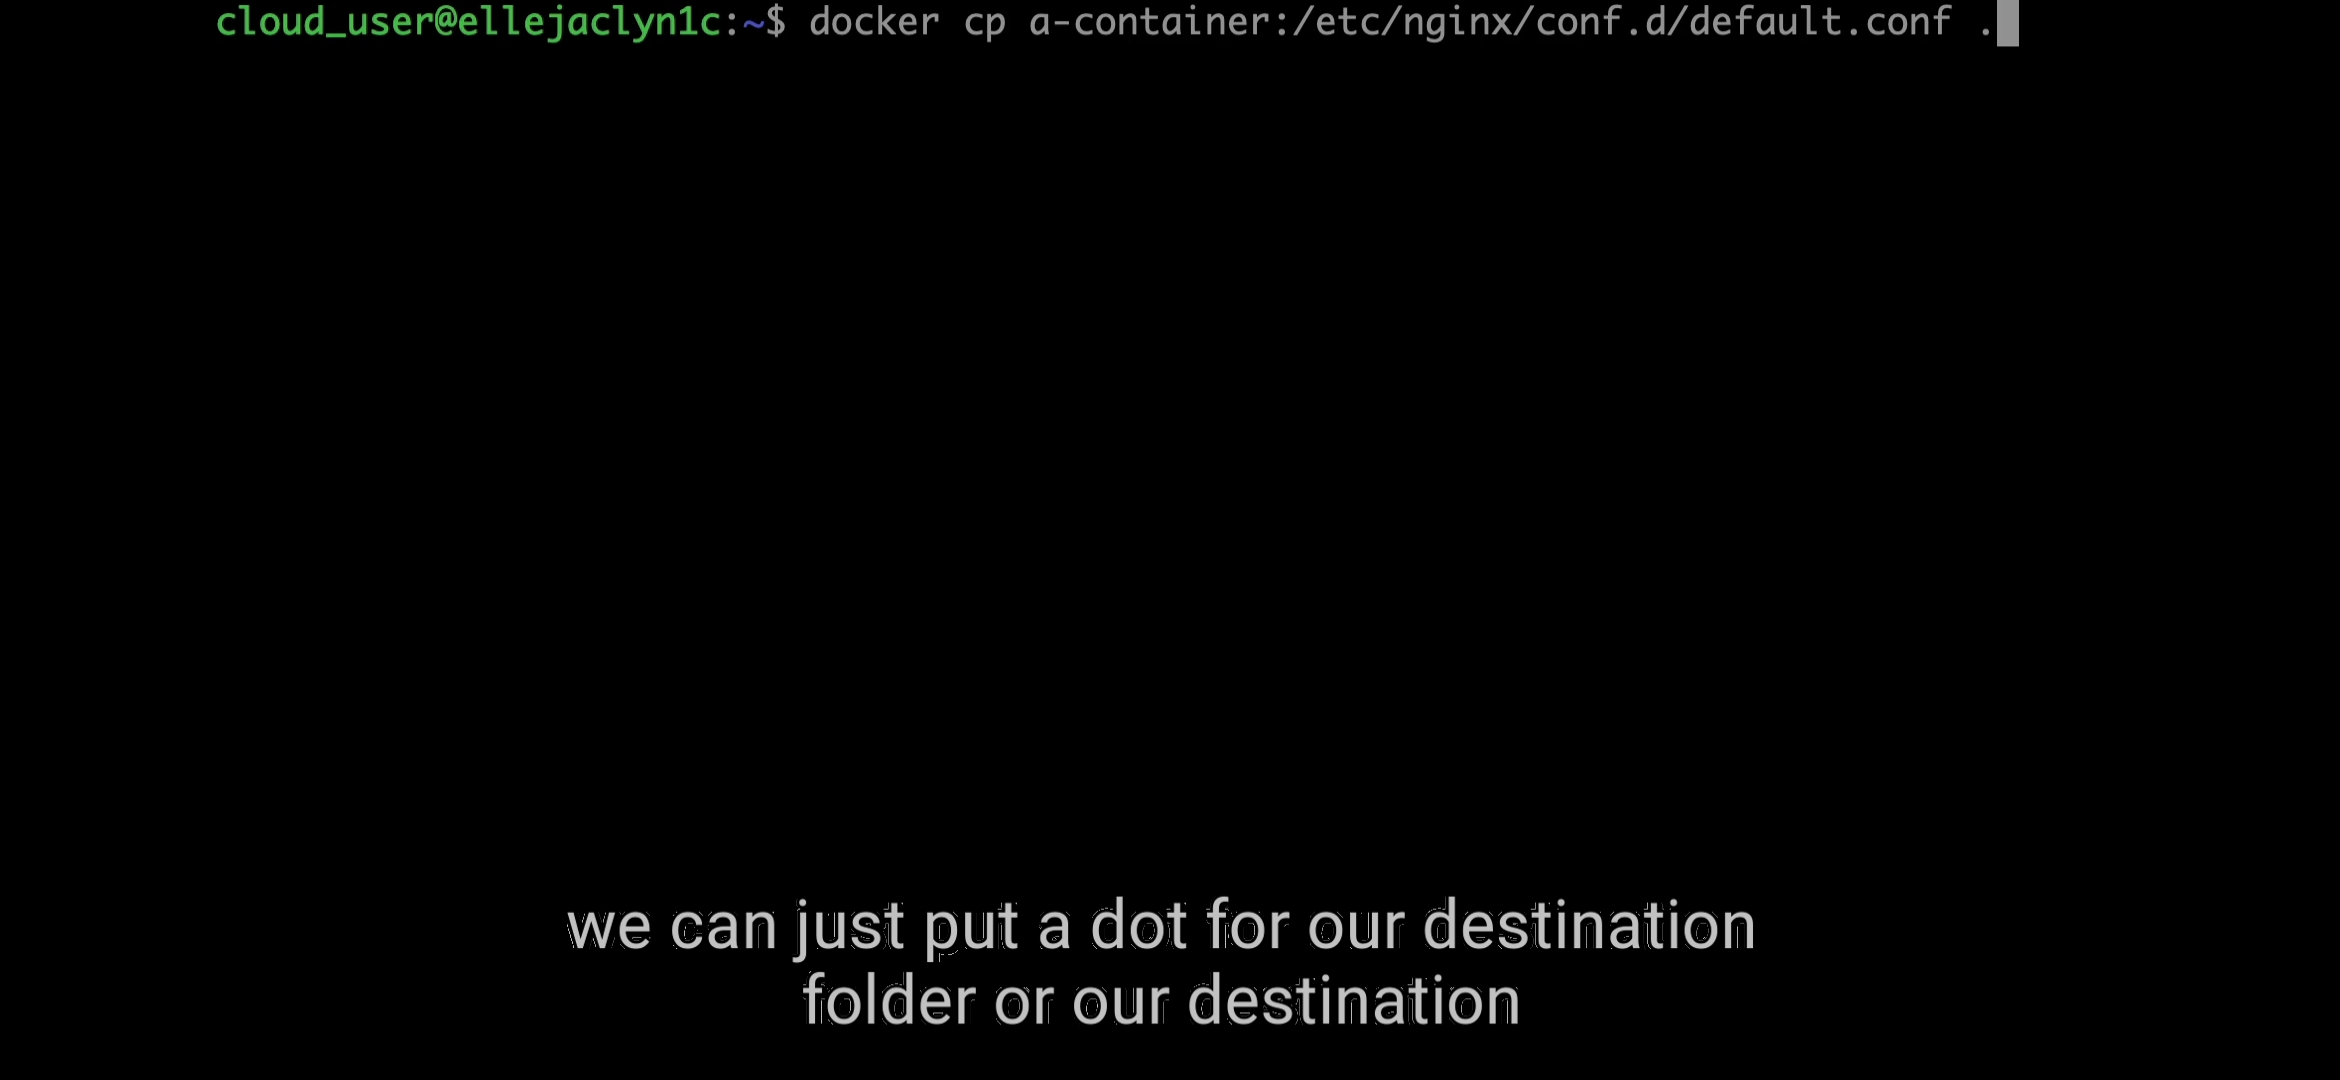 cloud_user@ellejaclyn1c:~$ docker cp a-container:/etc/nginx/conf.d/default.conf .
we can just put a dot for our destination
folder or our destination